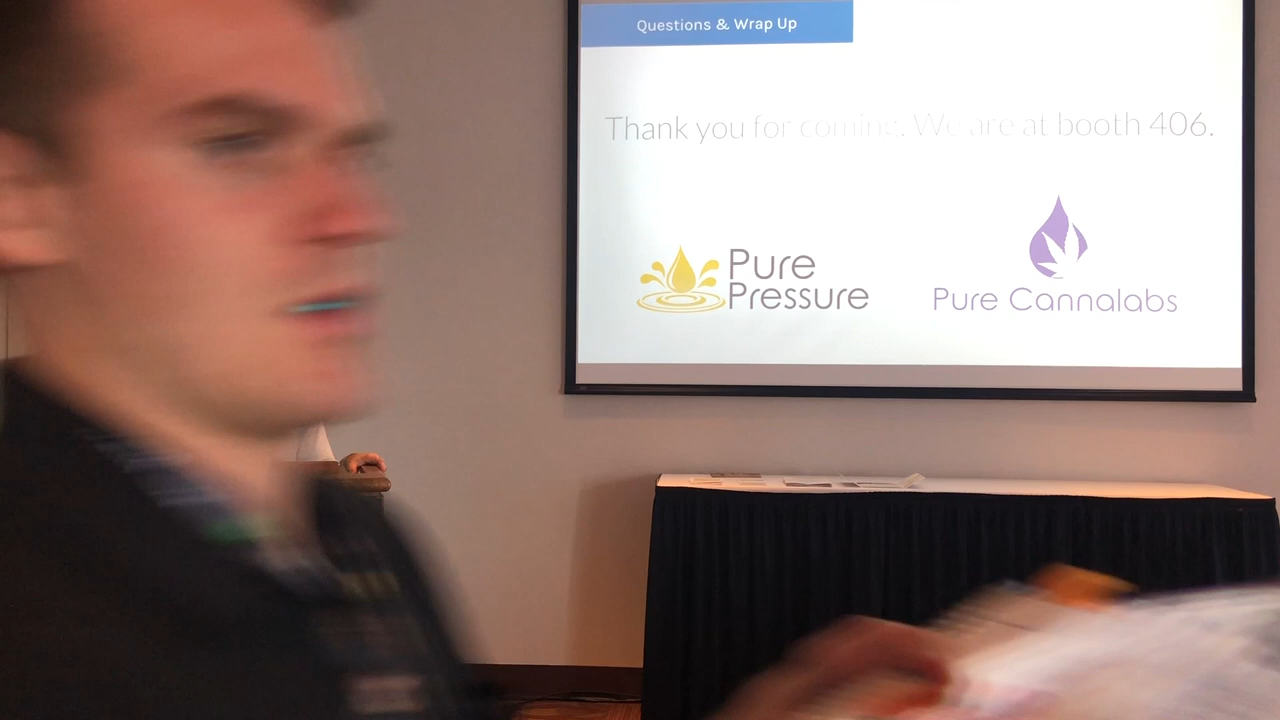 Questions & Wrap Up
Thank you for coming. We are at booth 406.
Pure
Pressure
Pure Cannalabs